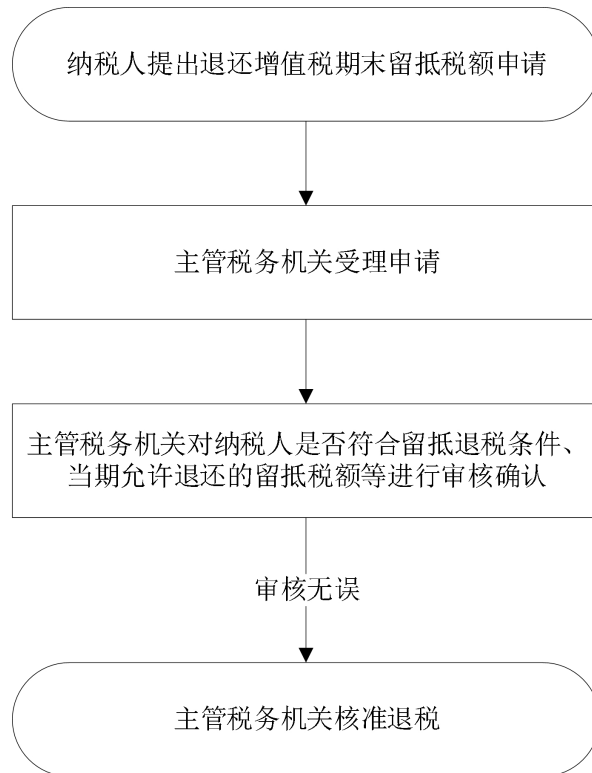 纳税人提出退还增值税期末留抵税额申请
主管税务机关受理申请
主管税务机关对纳税人是否符合留抵退税条件、
当期允许退还的留抵税额等进行审核确认
审核无误
主管税务机关核准退税